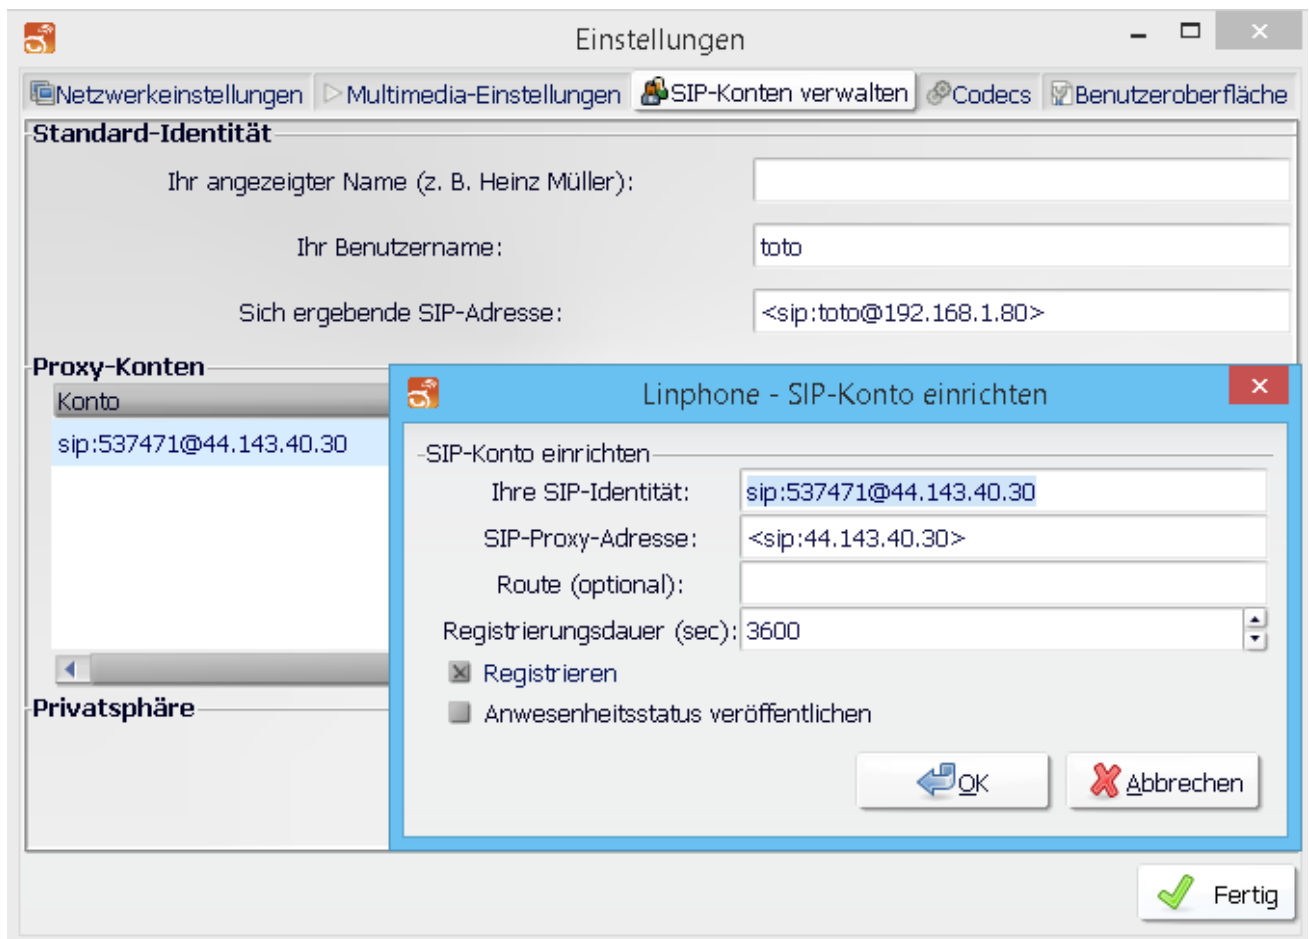 Einstellungen
Netzwerkeinstellungen Multimedia-Einstellungen SIP-Konten verwalten Codecs Benutzeroberfläche
Standard-Identität
Ihr angezeigter Name (z. B. Heinz Müller):
Ihr Benutzername: toto
Sich ergebende SIP-Adresse: <sip:toto@192.168.1.80>
Proxy-Konten
Konto
sip:537471@44.143.40.30
Privatsphäre
Linphone - SIP-Konto einrichten
SIP-Konto einrichten
Ihre SIP-Identität: sip:537471@44.143.40.30
SIP-Proxy-Adresse: <sip:44.143.40.30>
Route (optional):
Registrierungsdauer (sec): 3600
Registrieren
Anwesenheitsstatus veröffentlichen
OK Abbrechen
Fertig